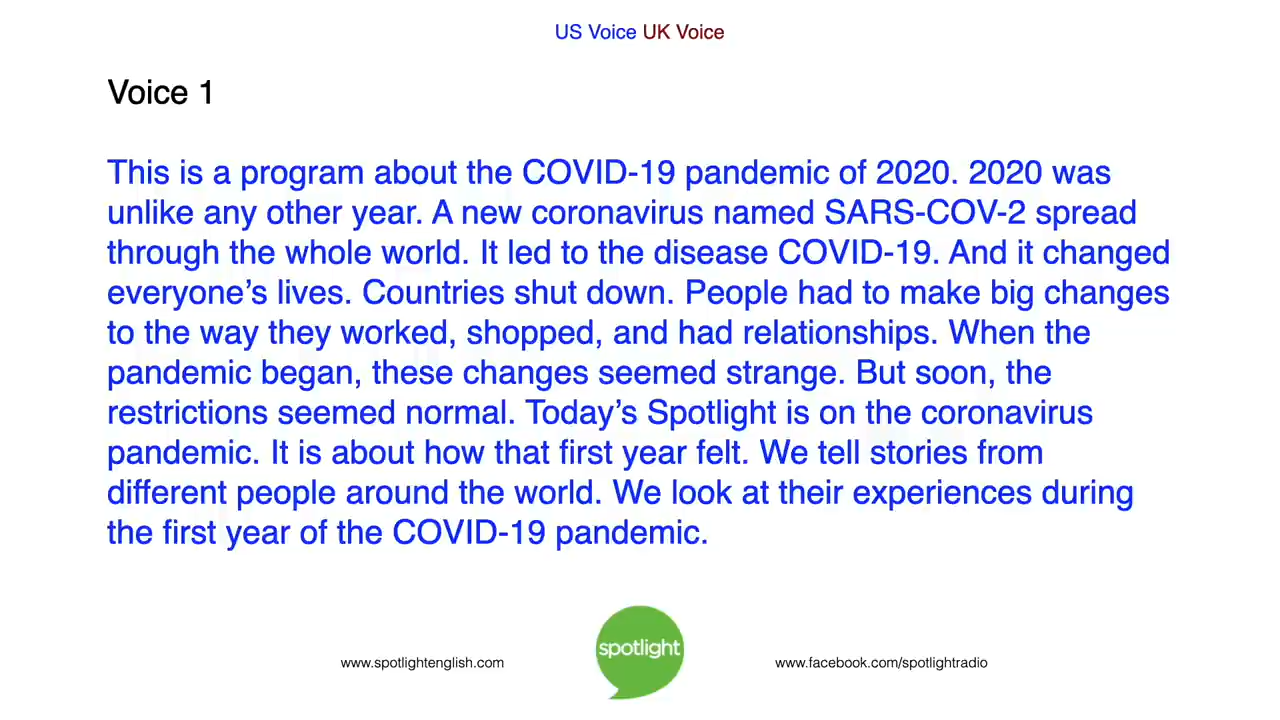 US Voice UK Voice
Voice 1
This is a program about the COVID-19 pandemic of 2020. 2020 was
unlike any other year. A new coronavirus named SARS-COV-2 spread
through the whole world. It led to the disease COVID-19. And it changed
everyone’s lives. Countries shut down. People had to make big changes
to the way they worked, shopped, and had relationships. When the
pandemic began, these changes seemed strange. But soon, the
restrictions seemed normal. Today’s Spotlight is on the coronavirus
pandemic. It is about how that first year felt. We tell stories from
different people around the world. We look at their experiences during
the first year of the COVID-19 pandemic.
www.spotlightenglish.com
spotlight
www.facebook.com/spotlightradio